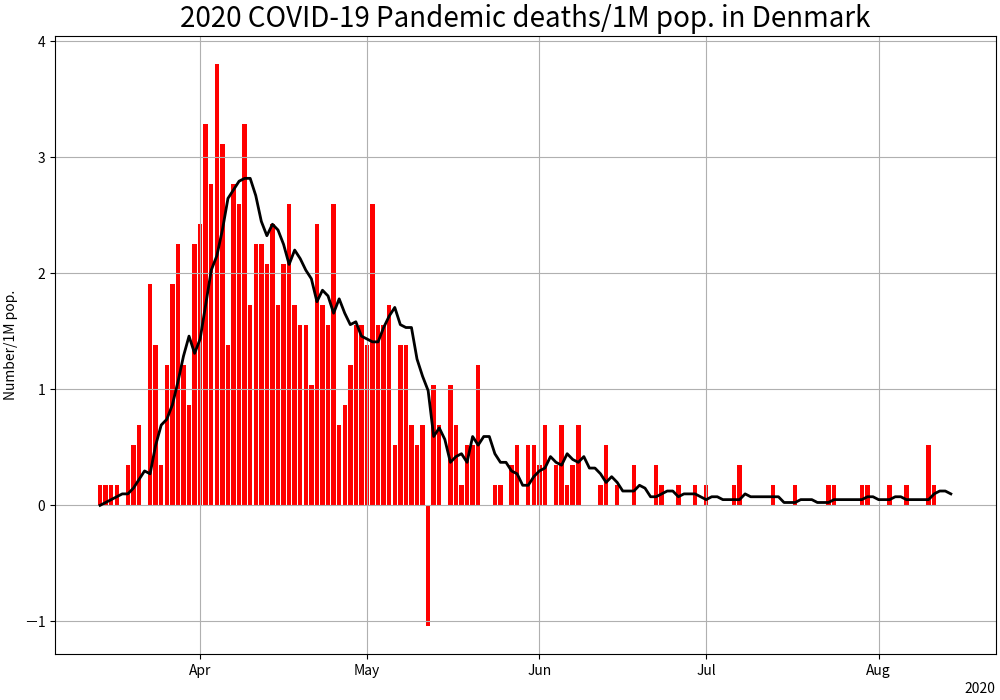 2020 COVID-19 Pandemic deaths/1M pop. in Denmark
Number/1M pop.
4
3
2
1
0
−1
Apr May Jun Jul Aug
2020